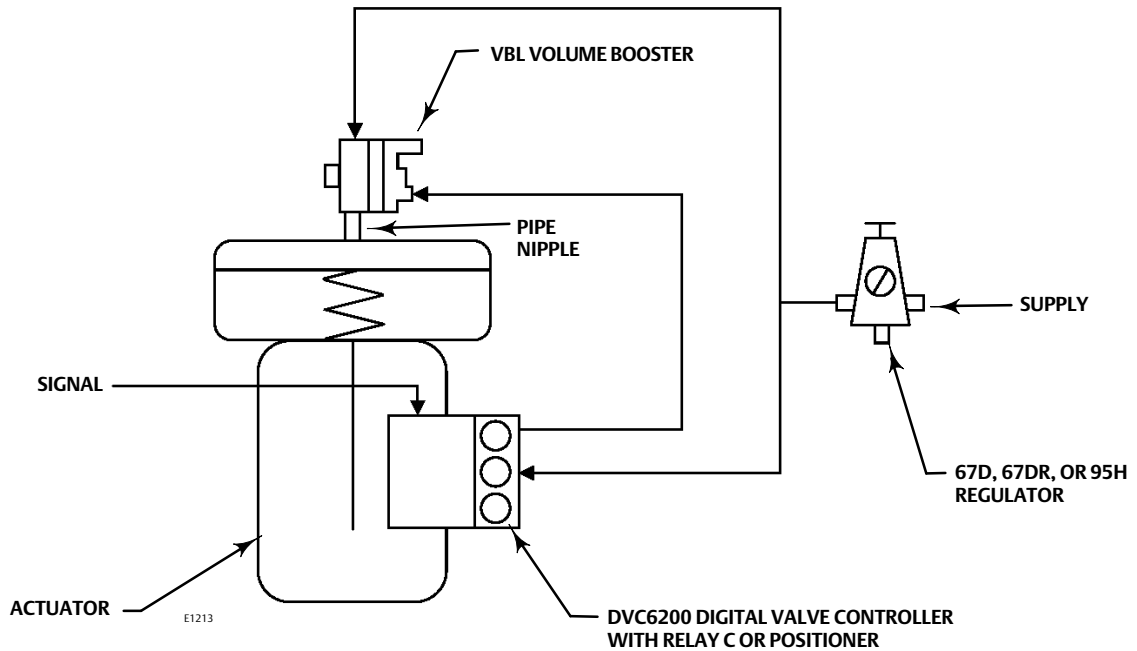 VBL VOLUME BOOSTER
PIPE
NIPPLE
SUPPLY
SIGNAL
67D, 67DR, OR 95H
REGULATOR
ACTUATOR
E1213
DVC6200 DIGITAL VALVE CONTROLLER
WITH RELAY C OR POSITIONER